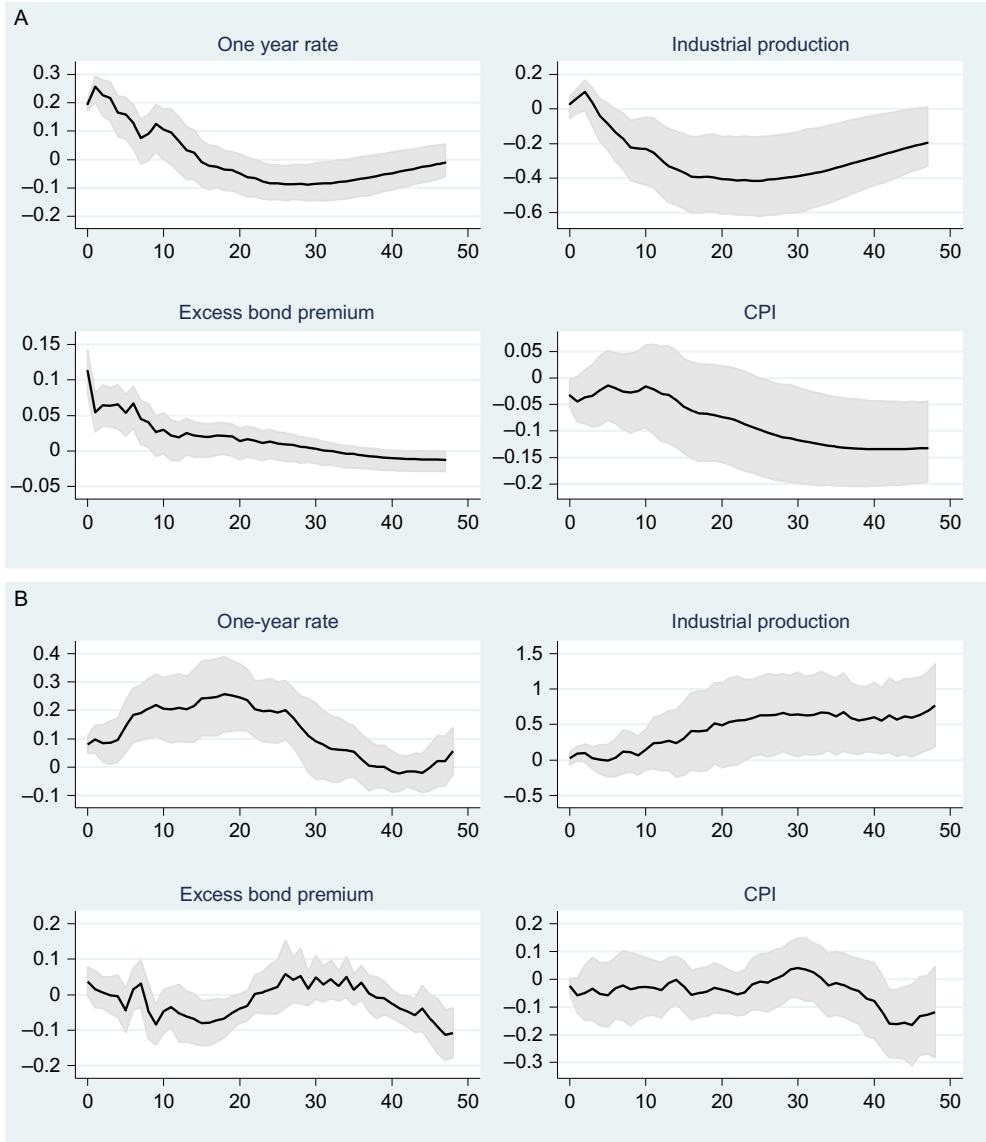 A
One year rate
0.3
0.2
0.1
0
–0.1
–0.2
0 10 20 30 40 50
Industrial production
0.2
0
–0.2
–0.4
–0.6
0 10 20 30 40 50
Excess bond premium
0.15
0.1
0.05
0
–0.05
0 10 20 30 40 50
CPI
0.05
0
–0.05
–0.1
–0.15
–0.2
0 10 20 30 40 50
B
One-year rate
0.4
0.3
0.2
0.1
0
–0.1
0 10 20 30 40 50
Industrial production
1.5
1
0.5
0
–0.5
0 10 20 30 40 50
Excess bond premium
0.2
0.1
0
–0.1
–0.2
0 10 20 30 40 50
CPI
0.2
0.1
0
–0.1
–0.2
–0.3
0 10 20 30 40 50